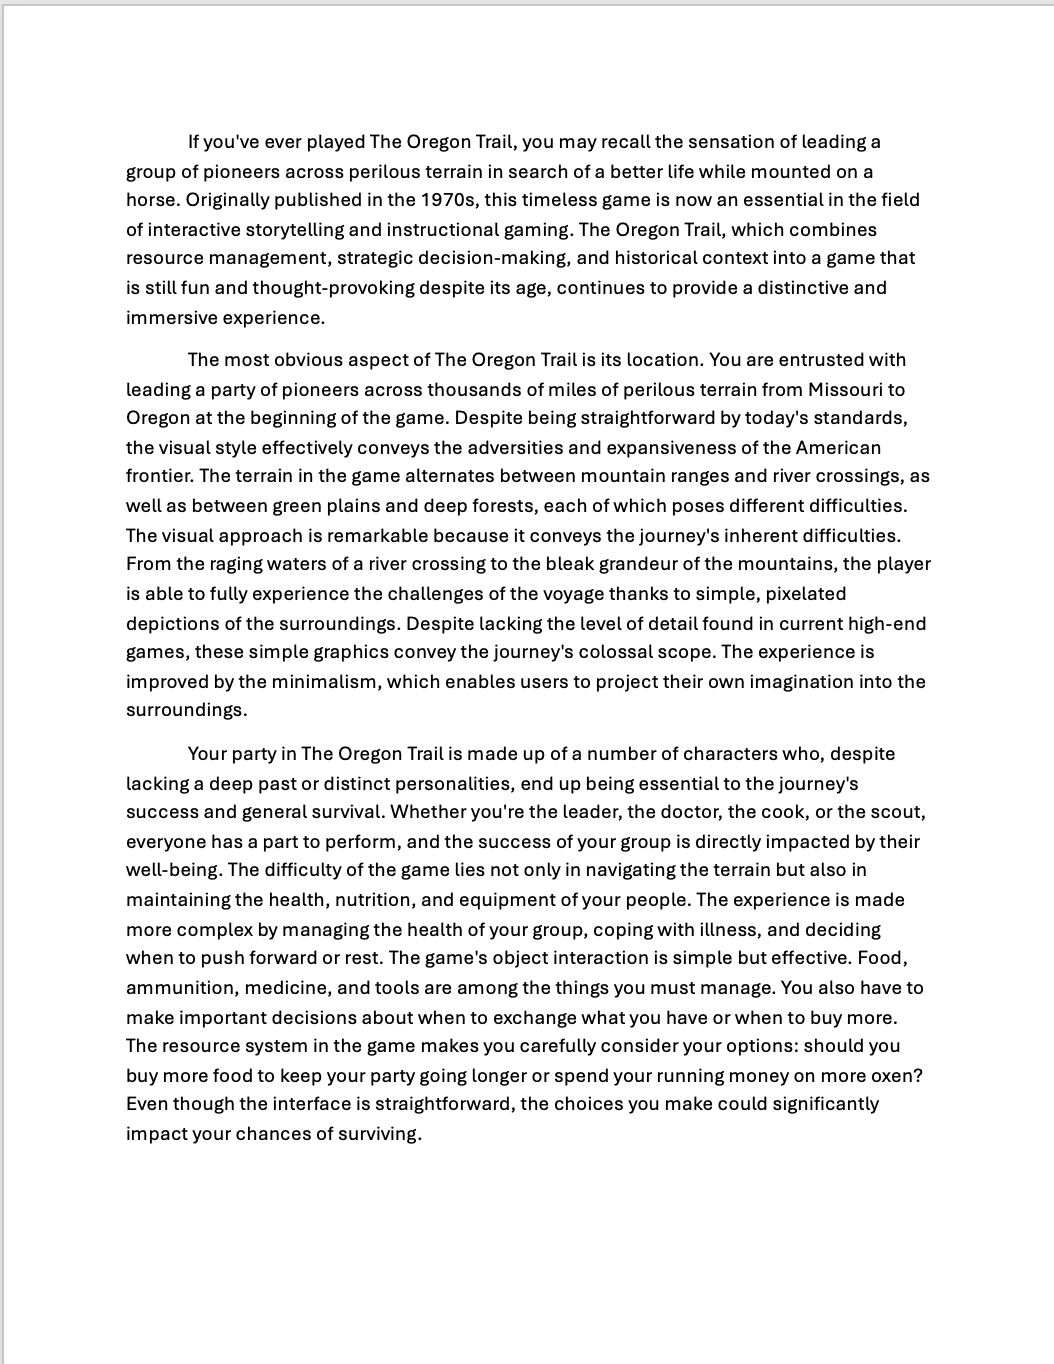 If you've ever played The Oregon Trail, you may recall the sensation of leading a
group of pioneers across perilous terrain in search of a better life while mounted on a
horse. Originally published in the 1970s, this timeless game is now an essential in the field
of interactive storytelling and instructional gaming. The Oregon Trail, which combines
resource management, strategic decision-making, and historical context into a game that
is still fun and thought-provoking despite its age, continues to provide a distinctive and
immersive experience.
The most obvious aspect of The Oregon Trail is its location. You are entrusted with
leading a party of pioneers across thousands of miles of perilous terrain from Missouri to
Oregon at the beginning of the game. Despite being straightforward by today's standards,
the visual style effectively conveys the adversities and expansiveness of the American
frontier. The terrain in the game alternates between mountain ranges and river crossings, as
well as between green plains and deep forests, each of which poses different difficulties.
The visual approach is remarkable because it conveys the journey's inherent difficulties.
From the raging waters of a river crossing to the bleak grandeur of the mountains, the player
is able to fully experience the challenges of the voyage thanks to simple, pixelated
depictions of the surroundings. Despite lacking the level of detail found in current high-end
games, these simple graphics convey the journey's colossal scope. The experience is
improved by the minimalism, which enables users to project their own imagination into the
surroundings.
Your party in The Oregon Trail is made up of a number of characters who, despite
lacking a deep past or distinct personalities, end up being essential to the journey's
success and general survival. Whether you're the leader, the doctor, the cook, or the scout,
everyone has a part to perform, and the success of your group is directly impacted by their
well-being. The difficulty of the game lies not only in navigating the terrain but also in
maintaining the health, nutrition, and equipment of your people. The experience is made
more complex by managing the health of your group, coping with illness, and deciding
when to push forward or rest. The game's object interaction is simple but effective. Food,
ammunition, medicine, and tools are among the things you must manage. You also have to
make important decisions about when to exchange what you have or when to buy more.
The resource system in the game makes you carefully consider your options: should you
buy more food to keep your party going longer or spend your running money on more oxen?
Even though the interface is straightforward, the choices you make could significantly
impact your chances of surviving.